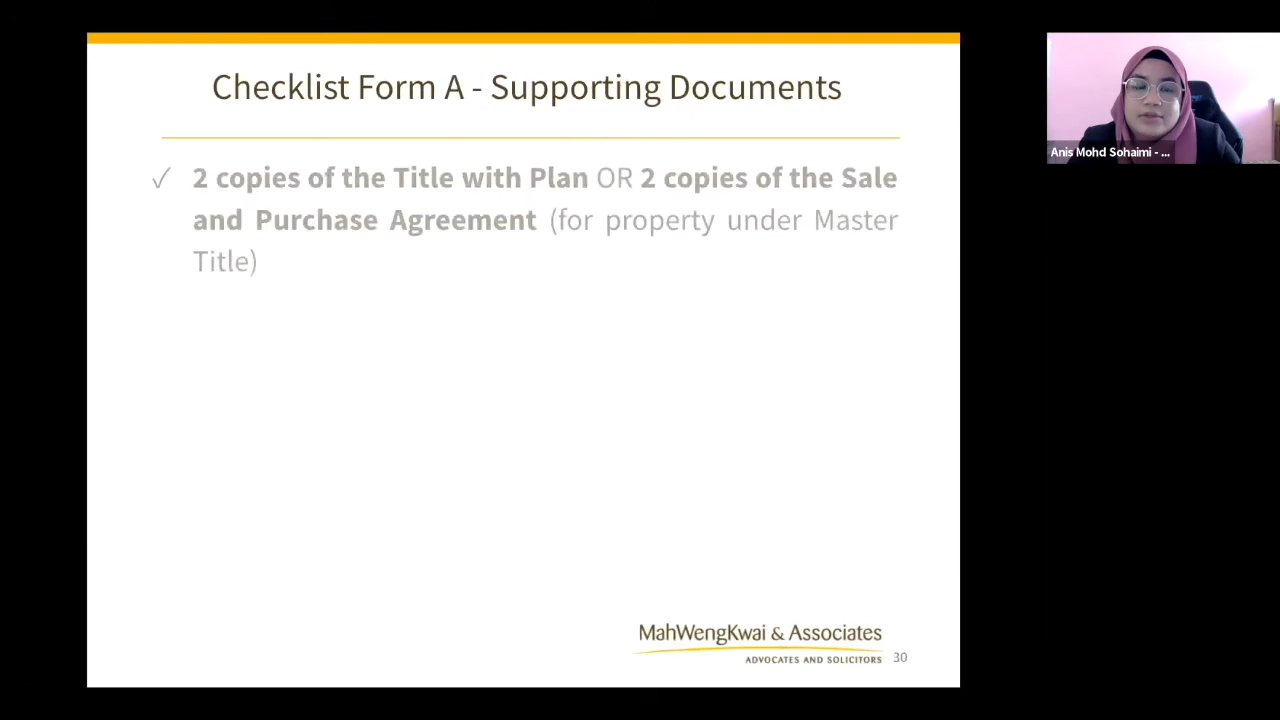 Checklist Form A - Supporting Documents
✓ 2 copies of the Title with Plan OR 2 copies of the Sale
and Purchase Agreement (for property under Master
Title)
MahWengKwai & Associates
ADVOCATES AND SOLICITORS
30
Anis Mohd Sohaimi - ...